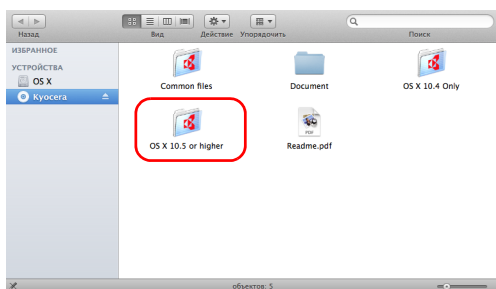 Назад Вид Действие Упорядочить Поиск
ИЗБРАННОЕ
УСТРОЙСТВА
OS X
Kyocera
Common files Document OS X 10.4 Only
OS X 10.5 or higher Readme.pdf
PDF
объектов: 5